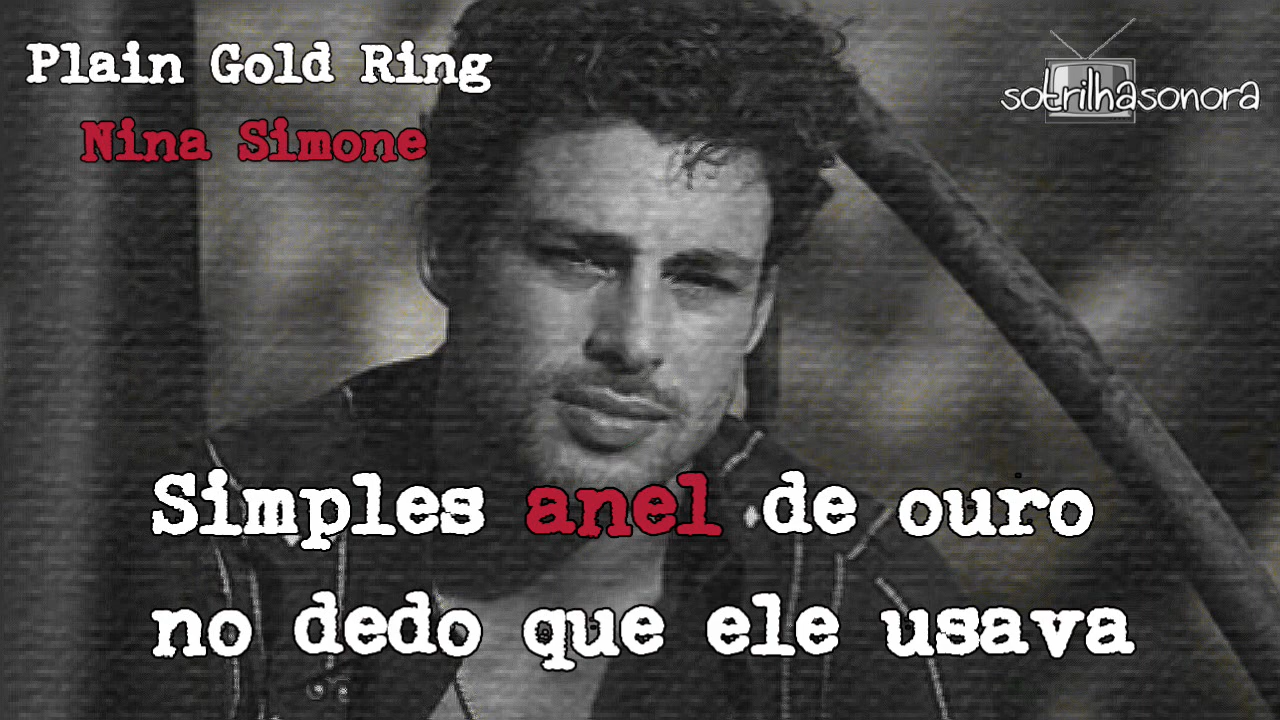 Plain Gold Ring
Nina Simone
sotrilhasonora
Simples anel de ouro
no dedo que ele usava